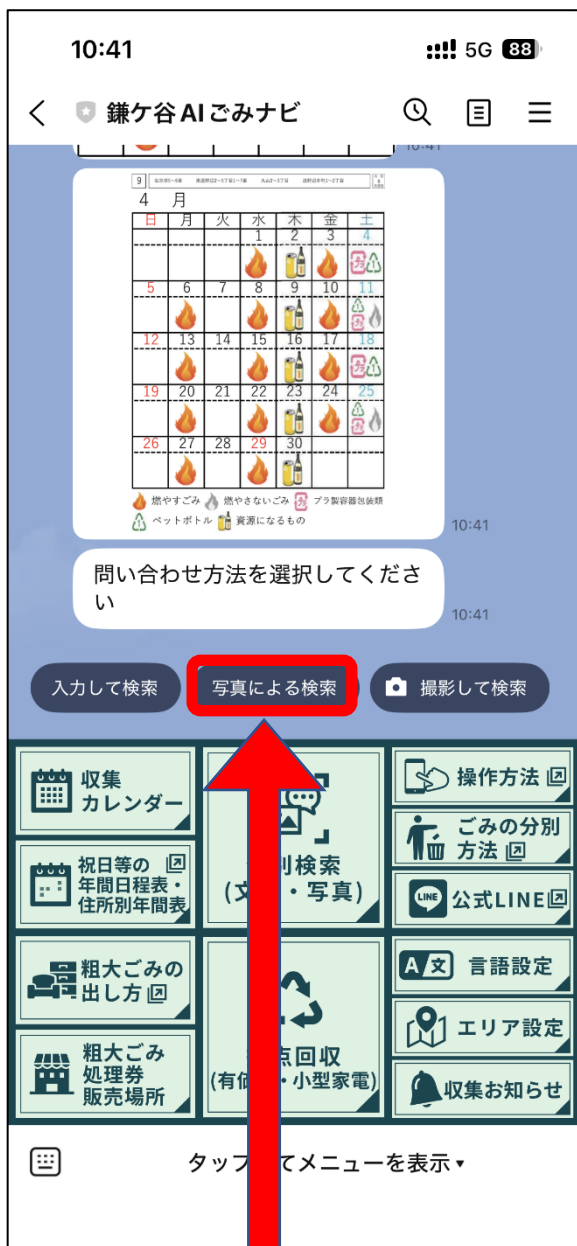 10:41
5G 88
鎌ケ谷AIごみナビ
10:41
9
4 月
日 月 火 水 木 金 土
1 2 3 4
5 6 7 8 9 10 11
12 13 14 15 16 17 18
19 20 21 22 23 24 25
26 27 28 29 30
燃やすごみ 燃やさないごみ プラ製容器包装類
ペットボトル 資源になるもの
10:41
問い合わせ方法を選択してくださ
い
10:41
入力して検索 写真による検索 撮影して検索
収集
カレンダー
祝日等の
年間日程表・
住所別年間表
粗大ごみの
出し方
粗大ごみ
処理券
販売場所
検索
(文 ・写真)
回収
(有価 ・小型家電)
操作方法
ごみの分別
方法
LINE 公式LINE
A文 言語設定
エリア設定
収集お知らせ
タップ てメニューを表示▼